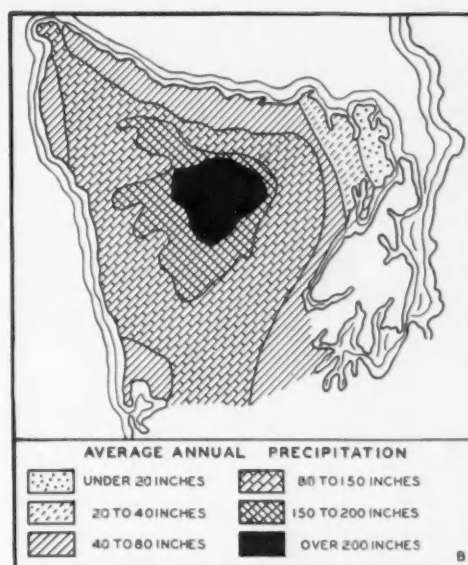 AVERAGE ANNUAL PRECIPITATION
UNDER 20 INCHES
80 TO 150 INCHES
20 TO 40 INCHES
150 TO 200 INCHES
40 TO 80 INCHES
OVER 200 INCHES
B